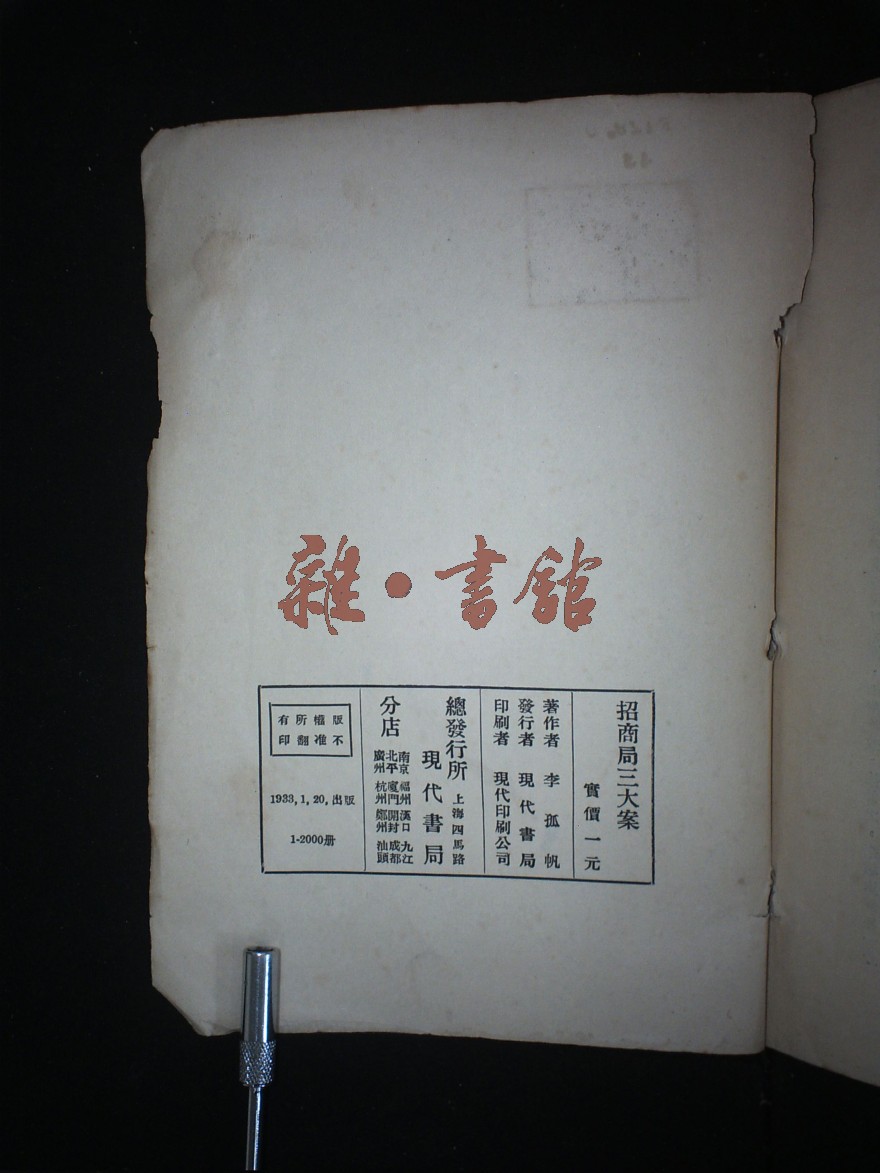 雜·書館
招商局三大案
實價一元
著作者 李孤帆
發行者 現代書局
印刷者 現代印刷公司
總發行所 上海四馬路
現代書局
分店
南京 福州 漢口 九江
北平 廈門 開封 成都
廣州 杭州 鄭州 汕頭
版權所有
不准翻印
1933, 1, 20, 出版
1-2000册